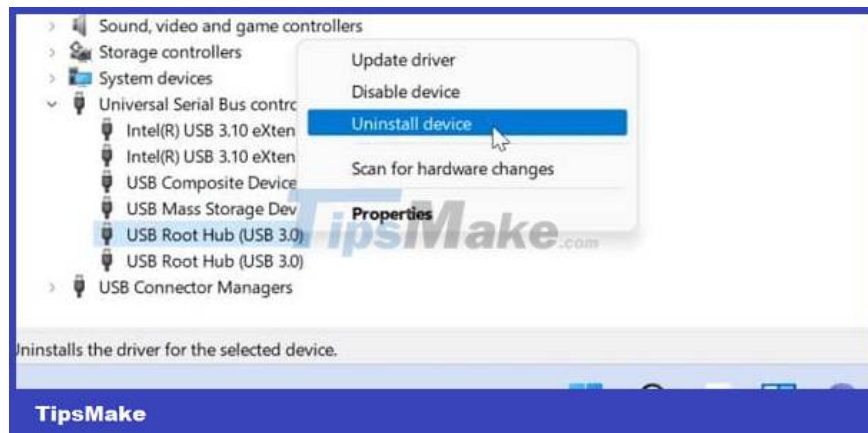 Sound, video and game controllers
Storage controllers
System devices
Universal Serial Bus contro
Intel(R) USB 3.10 eXten
Intel(R) USB 3.10 eXten
USB Composite Device
USB Mass Storage Dev
USB Root Hub (USB 3.0)
USB Root Hub (USB 3.0)
USB Connector Managers
Update driver
Disable device
Uninstall device
Scan for hardware changes
Properties
TipsMake.com
Uninstalls the driver for the selected device.
TipsMake